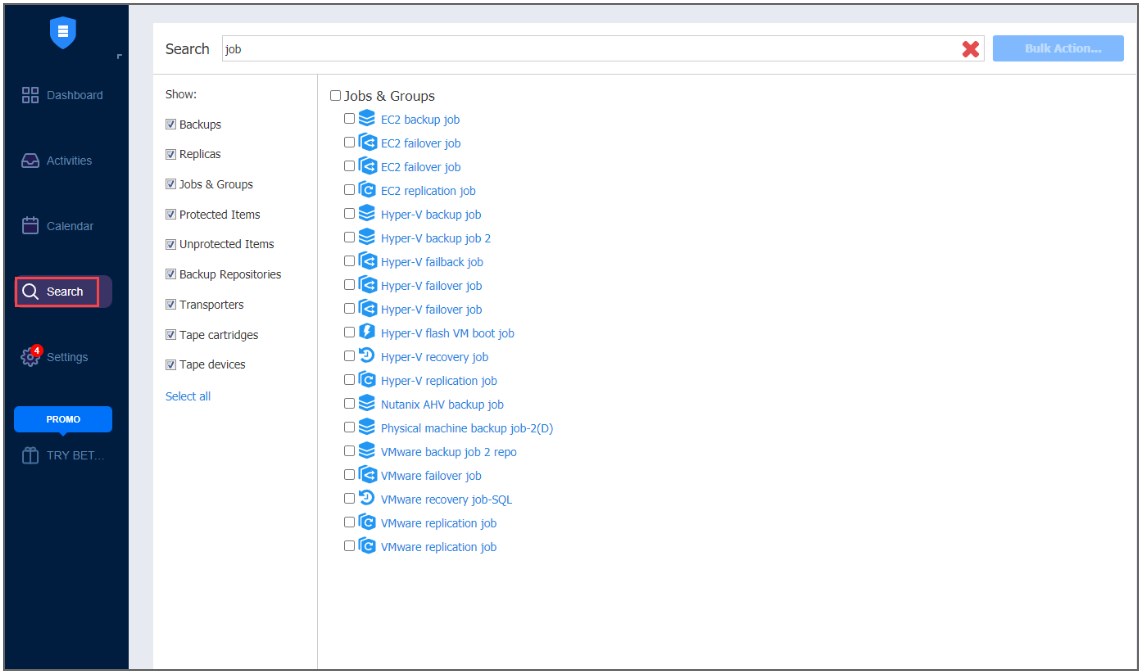 Search
job
Bulk Action...
Dashboard
Activities
Calendar
Search
4
Settings
PROMO
TRY BET...
Show:
Backups
Replicas
Jobs & Groups
Protected Items
Unprotected Items
Backup Repositories
Transporters
Tape cartridges
Tape devices
Select all
Jobs & Groups
EC2 backup job
EC2 failover job
EC2 failover job
EC2 replication job
Hyper-V backup job
Hyper-V backup job 2
Hyper-V failback job
Hyper-V failover job
Hyper-V failover job
Hyper-V flash VM boot job
Hyper-V recovery job
Hyper-V replication job
Nutanix AHV backup job
Physical machine backup job-2(D)
VMware backup job 2 repo
VMware failover job
VMware recovery job-SQL
VMware replication job
VMware replication job